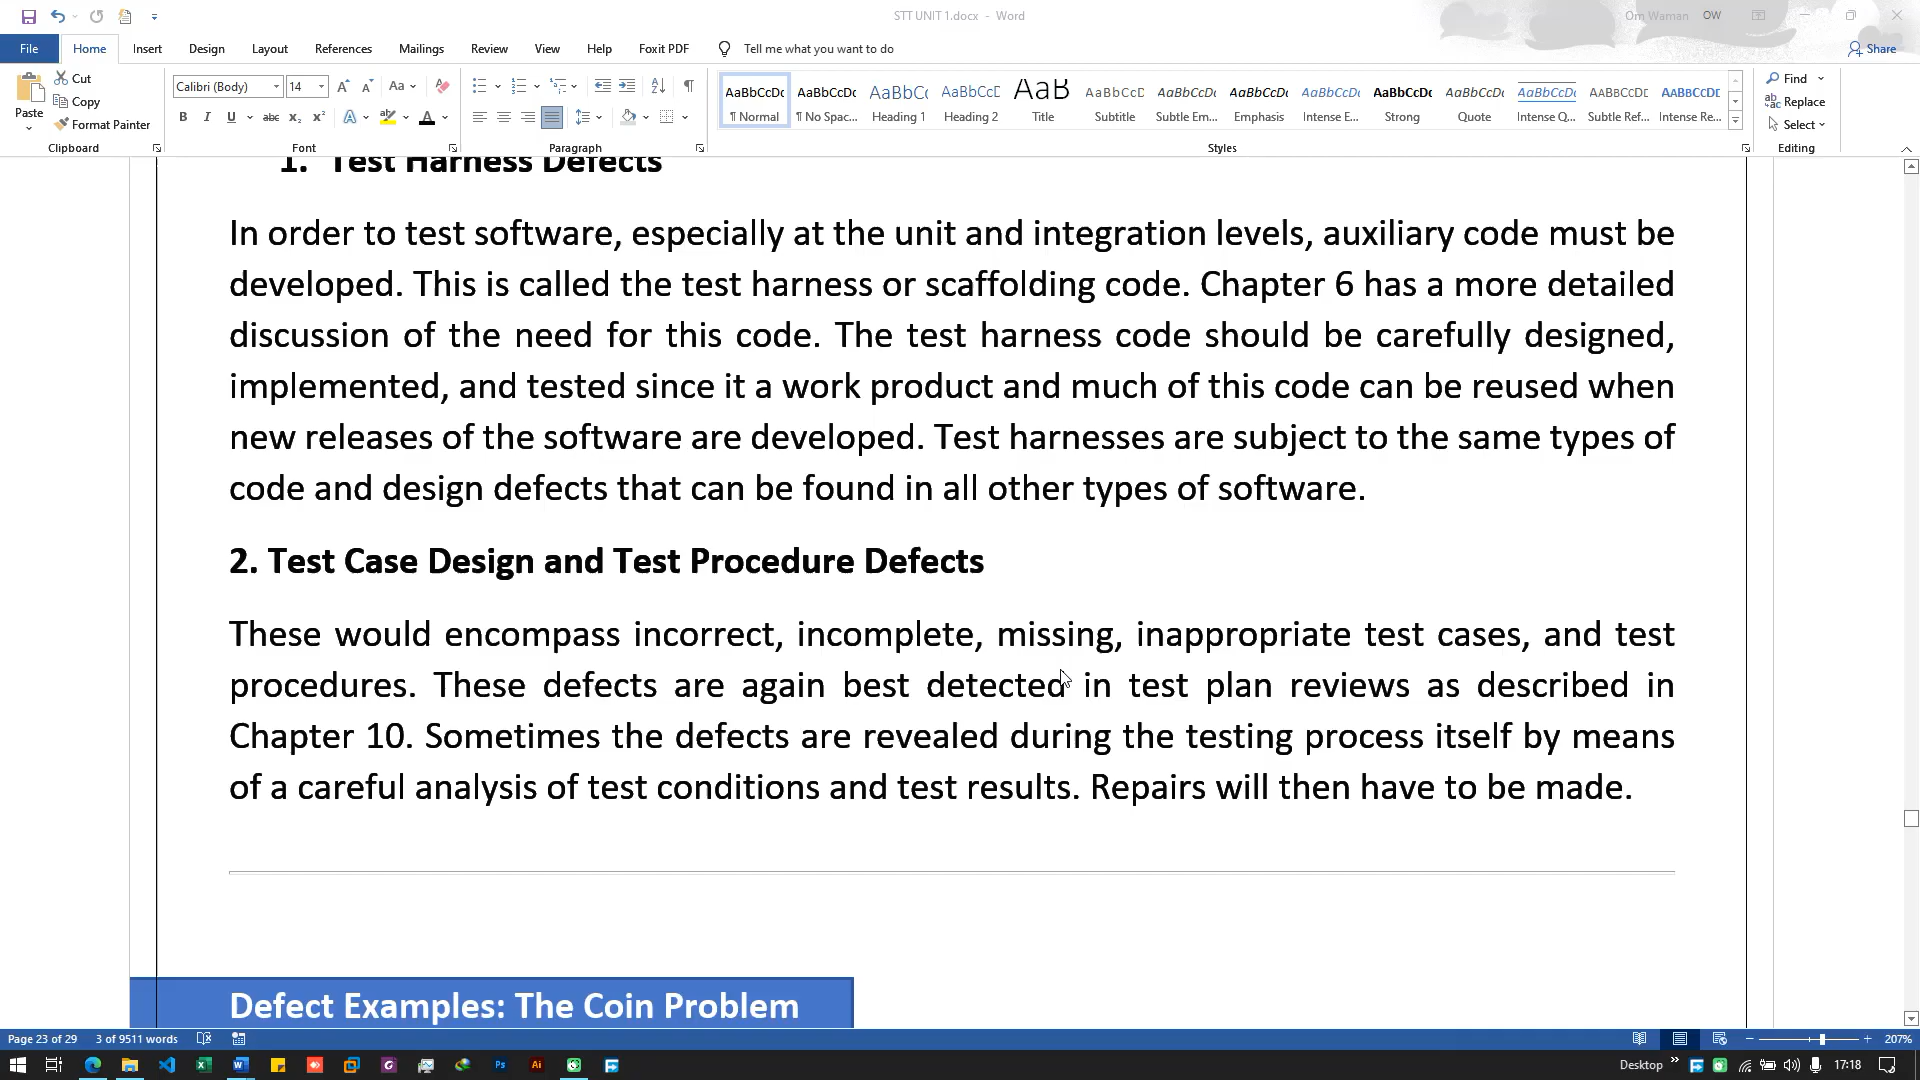 STT UNIT 1.docx - Word
Om Waman OW
File Home Insert Design Layout References Mailings Review View Help Foxit PDF Tell me what you want to do Share
Paste Cut Copy Format Painter Clipboard
Calibri (Body) 14 Aa
B I U abc x₂ x² A A Font
Paragraph
AaBbCcDc AaBbCcDc AaBbCc AaBbCcD AaB AaBbCcD AaBbCcDc AaBbCcDc AaBbCcDc AaBbCcDc AaBbCcDc AaBbCcDc AABBCCDE AABBCCDE
¶ Normal ¶ No Spac... Heading 1 Heading 2 Title Subtitle Subtle Em... Emphasis Intense E... Strong Quote Intense Q... Subtle Ref... Intense Re...
Styles
Find Replace Select Editing
1. Test Harness Defects
In order to test software, especially at the unit and integration levels, auxiliary code must be
developed. This is called the test harness or scaffolding code. Chapter 6 has a more detailed
discussion of the need for this code. The test harness code should be carefully designed,
implemented, and tested since it a work product and much of this code can be reused when
new releases of the software are developed. Test harnesses are subject to the same types of
code and design defects that can be found in all other types of software.
2. Test Case Design and Test Procedure Defects
These would encompass incorrect, incomplete, missing, inappropriate test cases, and test
procedures. These defects are again best detected in test plan reviews as described in
Chapter 10. Sometimes the defects are revealed during the testing process itself by means
of a careful analysis of test conditions and test results. Repairs will then have to be made.
Defect Examples: The Coin Problem
Page 23 of 29 3 of 9511 words 207%
Desktop 17:18